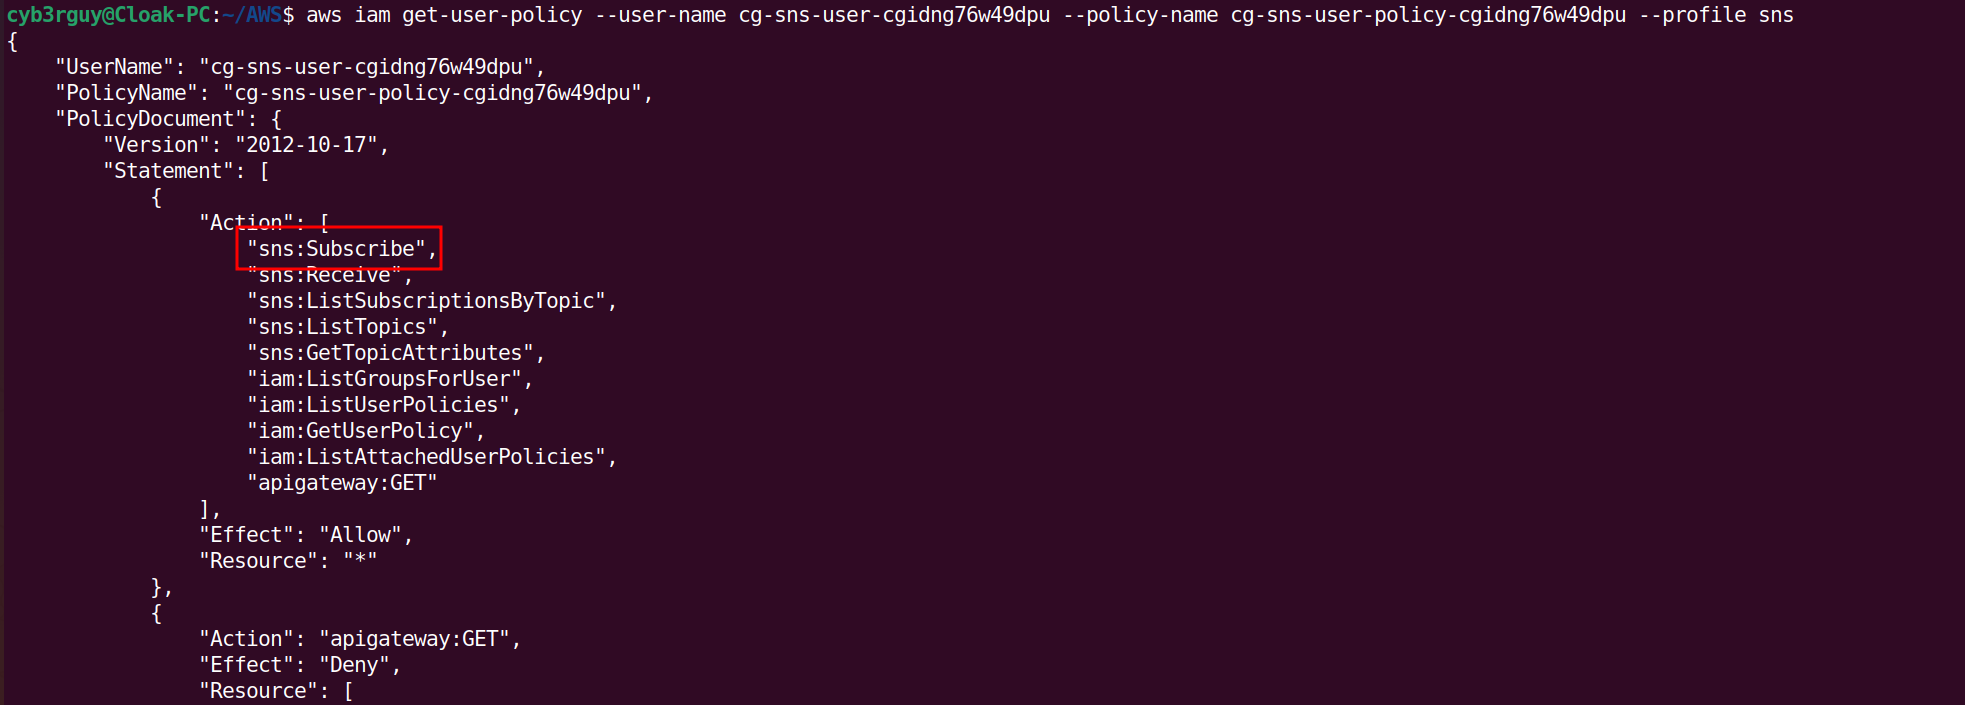 cyb3rguy@Cloak-PC:~/AWS$ aws iam get-user-policy --user-name cg-sns-user-cgidng76w49dpu --policy-name cg-sns-user-policy-cgidng76w49dpu --profile sns
{
    "UserName": "cg-sns-user-cgidng76w49dpu",
    "PolicyName": "cg-sns-user-policy-cgidng76w49dpu",
    "PolicyDocument": {
        "Version": "2012-10-17",
        "Statement": [
            {
                "Action": [
                    "sns:Subscribe",
                    "sns:Receive",
                    "sns:ListSubscriptionsByTopic",
                    "sns:ListTopics",
                    "sns:GetTopicAttributes",
                    "iam:ListGroupsForUser",
                    "iam:ListUserPolicies",
                    "iam:GetUserPolicy",
                    "iam:ListAttachedUserPolicies",
                    "apigateway:GET"
                ],
                "Effect": "Allow",
                "Resource": "*"
            },
            {
                "Action": "apigateway:GET",
                "Effect": "Deny",
                "Resource": [